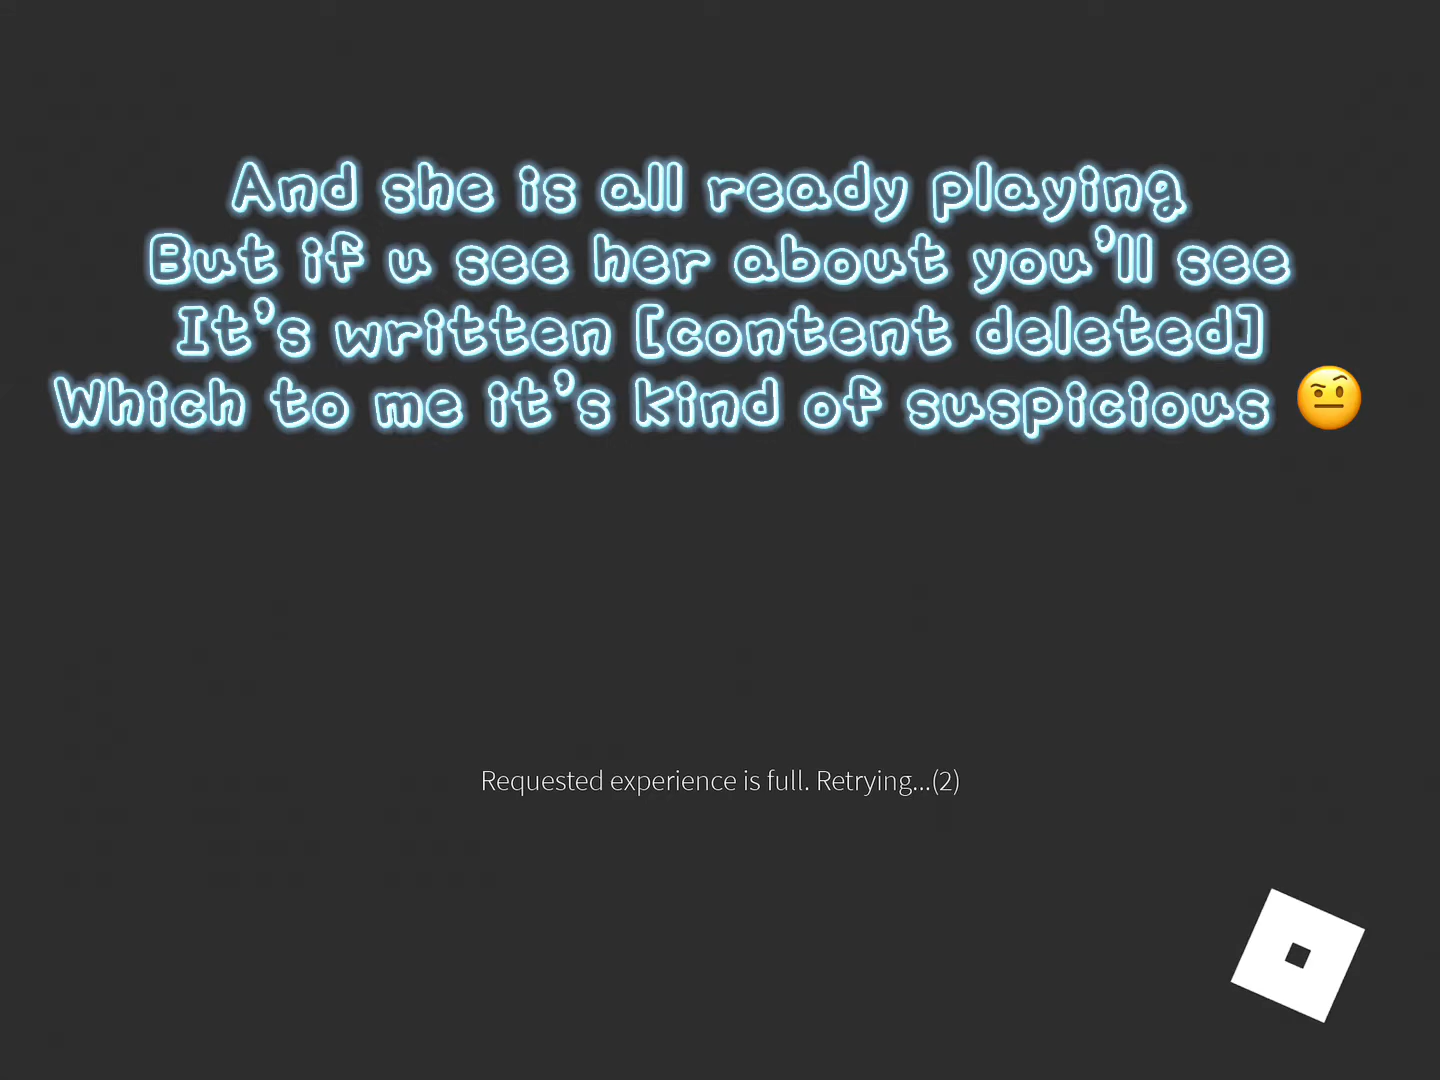 And she is all ready playing
But if u see her about you’ll see
It’s written [content deleted]
Which to me it’s kind of suspicious 🤨
Requested experience is full. Retrying...(2)